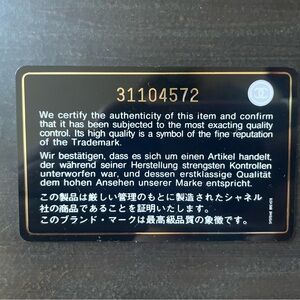 31104572
We certify the authenticity of this item and confirm
that it has been subjected to the most exacting quality
control. Its high quality is a symbol of the fine reputation
of the Trademark.
Wir bestätigen, dass es sich um einen Artikel handelt,
der während seiner Herstellung strengsten Kontrollen
unterworfen war, und dessen erstklassige Qualität
dem hohen Ansehen unserer Marke entspricht.
この製品は厳しい管理のもとに製造されたシャネル
社の商品であることを証明いたします。
このブランド・マークは最高級品質の象徴です。